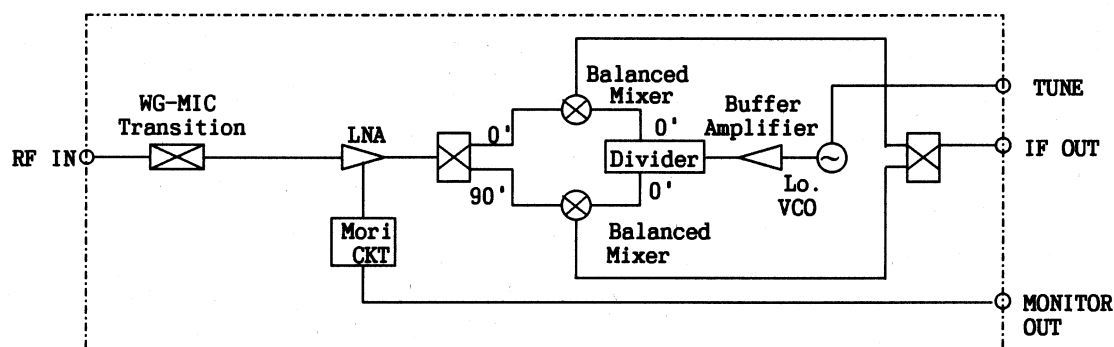 WG-MIC
Transition
RF IN
LNA
Mori
CKT
0'
90'
Balanced
Mixer
Balanced
Mixer
0'
Divider
0'
Buffer
Amplifier
Lo.
VCO
TUNE
IF OUT
MONITOR
OUT